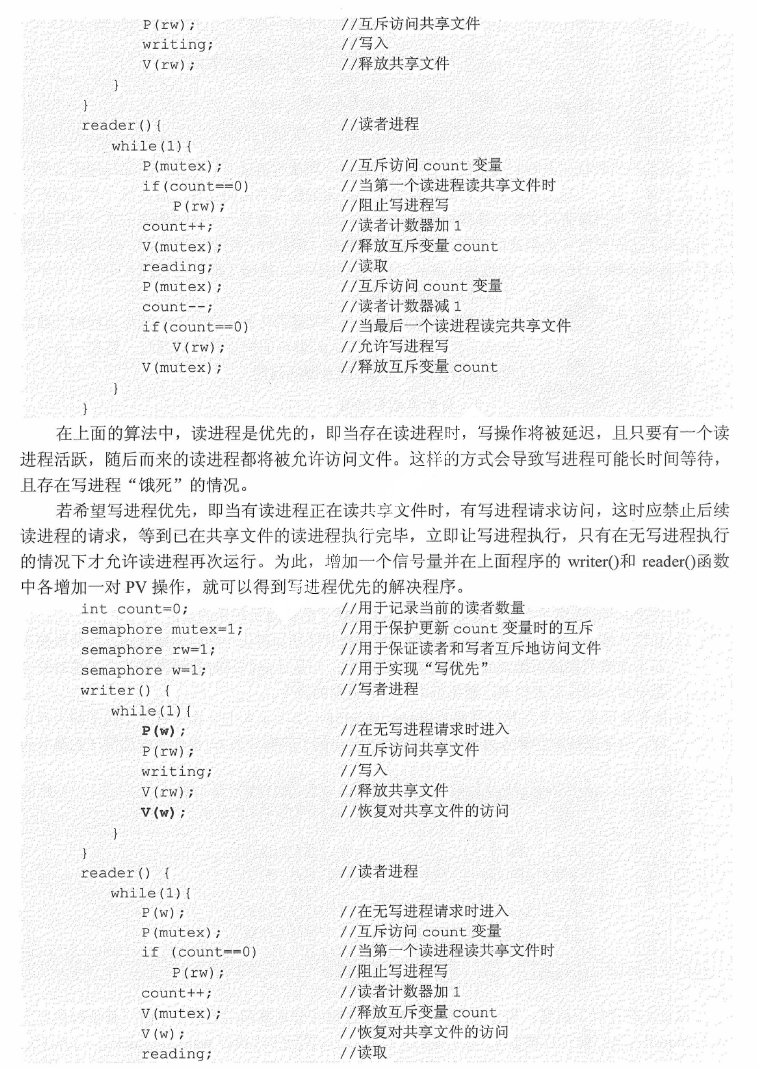 P(rw); //互斥访问共享文件
writing; //写入
V(rw); //释放共享文件
}
}
reader(){ //读者进程
while(1){
P(mutex); //互斥访问 count 变量
if(count==0) //当第一个读进程读共享文件时
P(rw); //阻止写进程写
count++; //读者计数器加 1
V(mutex); //释放互斥变量 count
reading; //读取
P(mutex); //互斥访问 count 变量
count--; //读者计数器减 1
if(count==0) //当最后一个读进程读完共享文件
V(rw); //允许写进程写
V(mutex); //释放互斥变量 count
}
}
在上面的算法中，读进程是优先的，即当存在读进程时，写操作将被延迟，且只要有一个读
进程活跃，随后而来的读进程都将被允许访问文件。这样的方式会导致写进程可能长时间等待，
且存在写进程“饿死”的情况。
若希望写进程优先，即当有读进程正在读共享文件时，有写进程请求访问，这时应禁止后续
读进程的请求，等到已在共享文件的读进程执行完毕，立即让写进程执行，只有在无写进程执行
的情况下才允许读进程再次运行。为此，增加一个信号量并在上面程序的 writer()和 reader()函数
中各增加一对 PV 操作，就可以得到写进程优先的解决程序。
int count=0; //用于记录当前的读者数量
semaphore mutex=1; //用于保护更新 count 变量时的互斥
semaphore rw=1; //用于保证读者和写者互斥地访问文件
semaphore w=1; //用于实现“写优先”
writer() { //写者进程
while(1){
P(w); //在无写进程请求时进入
P(rw); //互斥访问共享文件
writing; //写入
V(rw); //释放共享文件
V(w); //恢复对共享文件的访问
}
}
reader() { //读者进程
while(1){
P(w); //在无写进程请求时进入
P(mutex); //互斥访问 count 变量
if (count==0) //当第一个读进程读共享文件时
P(rw); //阻止写进程写
count++; //读者计数器加 1
V(mutex); //释放互斥变量 count
V(w); //恢复对共享文件的访问
reading; //读取